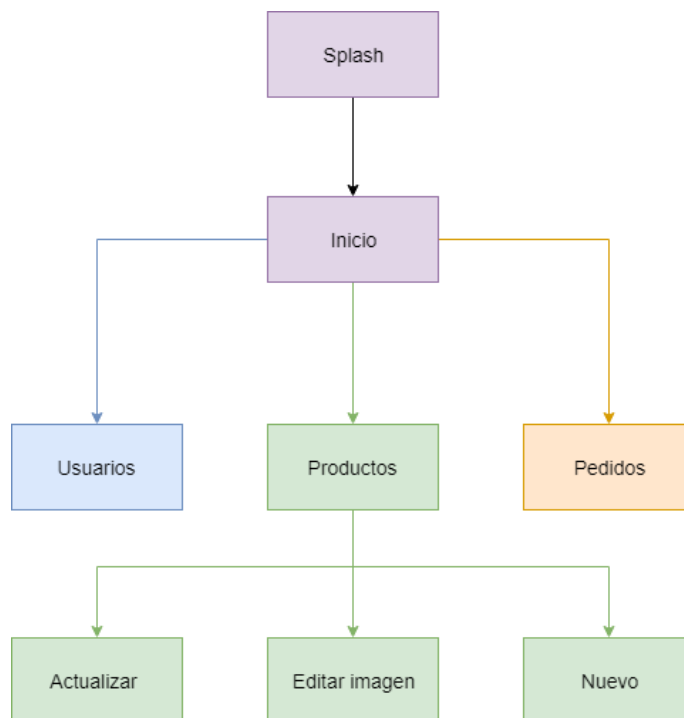 Splash
Inicio
Usuarios
Productos
Pedidos
Actualizar
Editar imagen
Nuevo